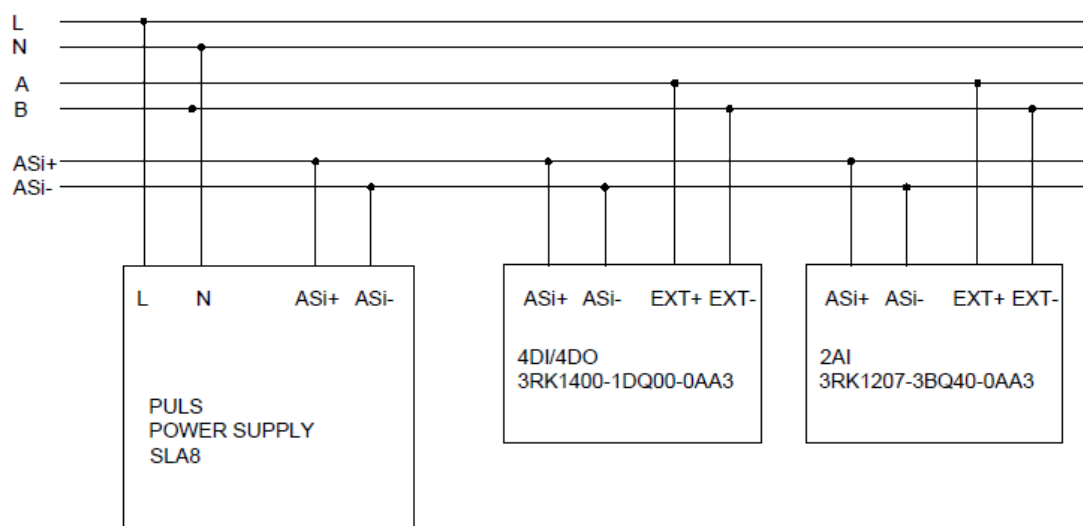 L
N
A
B
ASi+
ASi-
L N ASi+ ASi-
ASi+ ASi- EXT+ EXT-
ASi+ ASi- EXT+ EXT-
PULS
POWER SUPPLY
SLA8
4DI/4DO
3RK1400-1DQ00-0AA3
2AI
3RK1207-3BQ40-0AA3